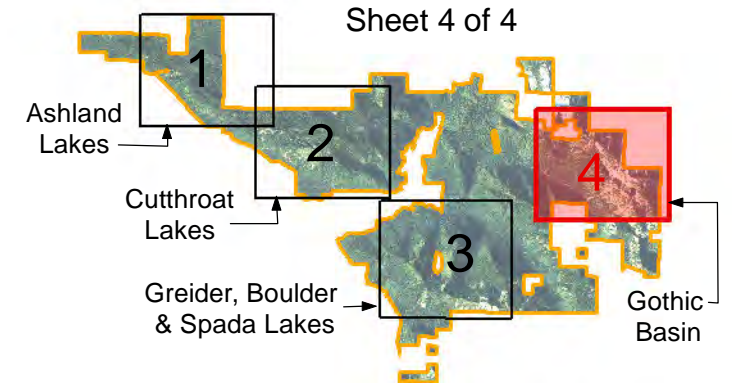 Sheet 4 of 4
1
Ashland
Lakes
2
Cutthroat
Lakes
4
3
Greider, Boulder
& Spada Lakes
Gothic
Basin